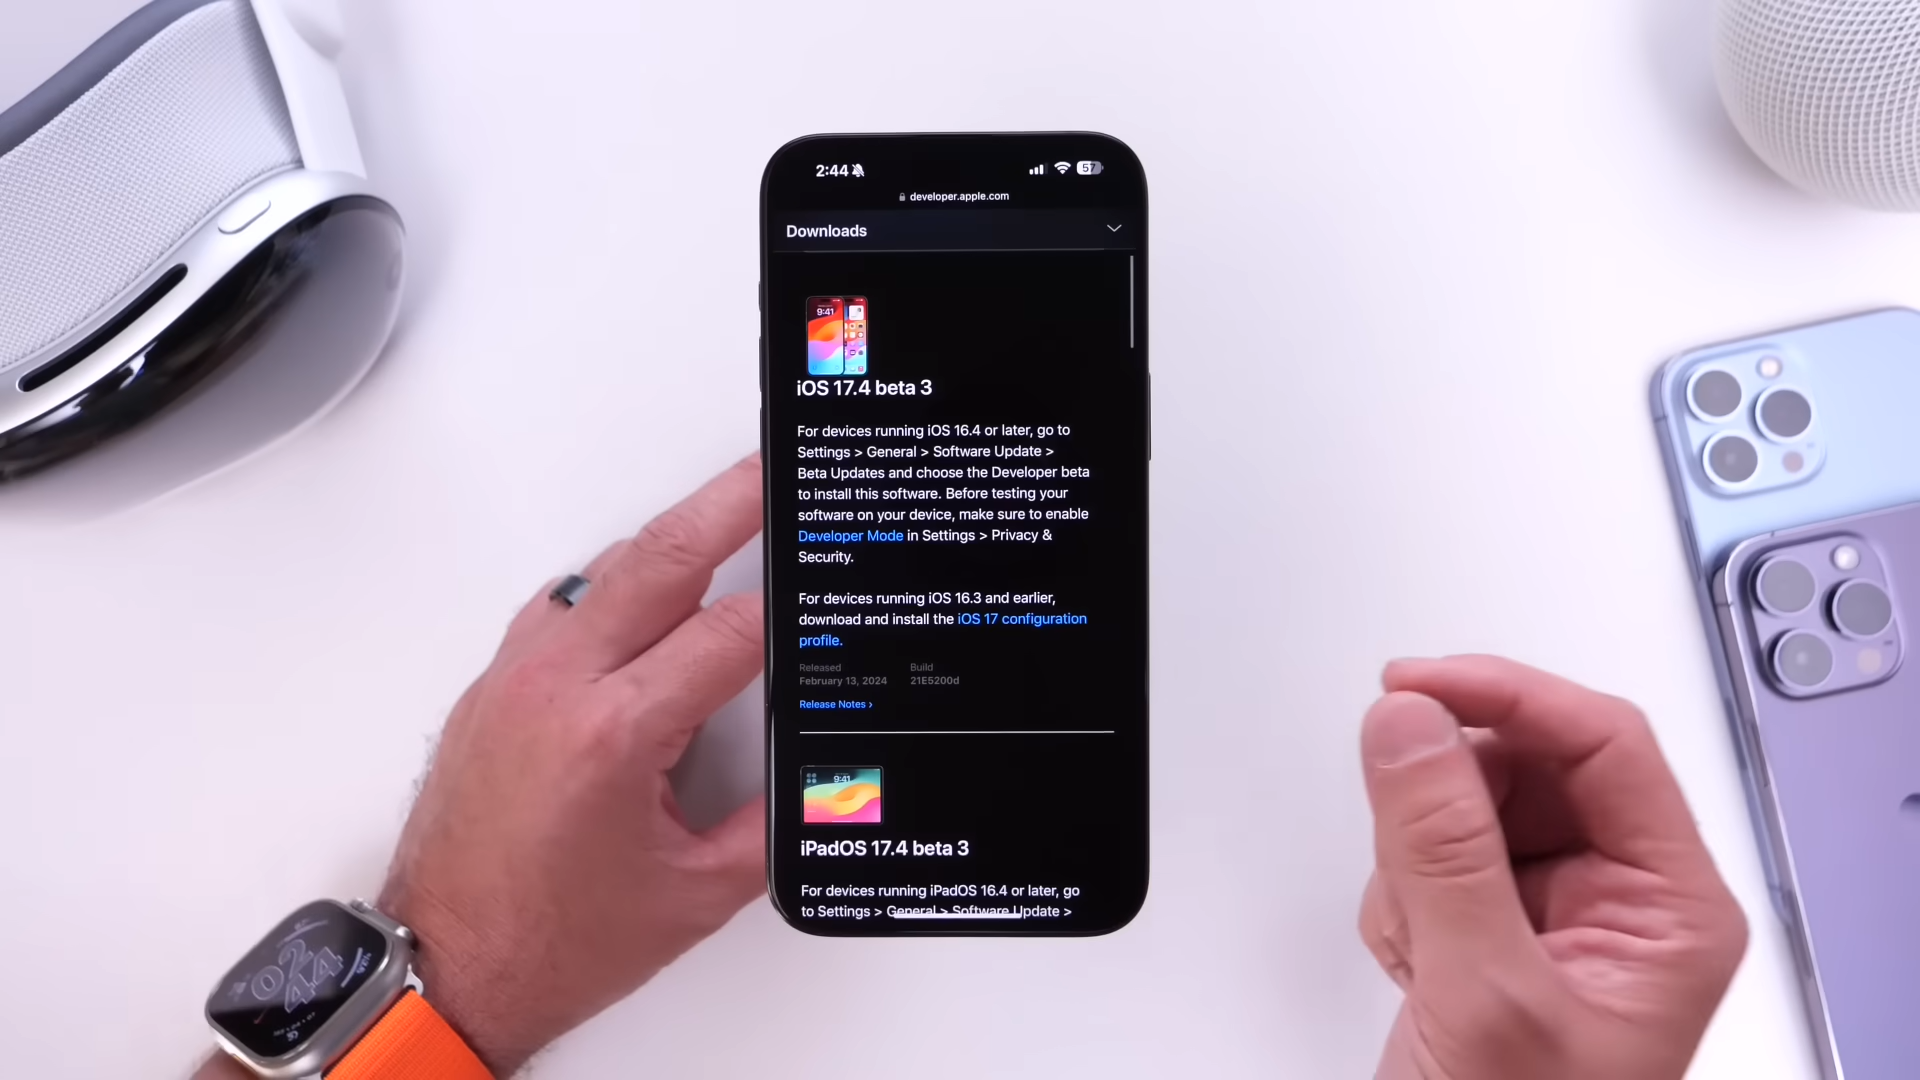 2:44
57
developer.apple.com
Downloads
9:41
iOS 17.4 beta 3
For devices running iOS 16.4 or later, go to
Settings > General > Software Update >
Beta Updates and choose the Developer beta
to install this software. Before testing your
software on your device, make sure to enable
Developer Mode in Settings > Privacy &
Security.
For devices running iOS 16.3 and earlier,
download and install the iOS 17 configuration
profile.
Released Build
February 13, 2024 21E5200d
Release Notes ›
9:41
iPadOS 17.4 beta 3
For devices running iPadOS 16.4 or later, go
to Settings > General > Software Update >
02
44